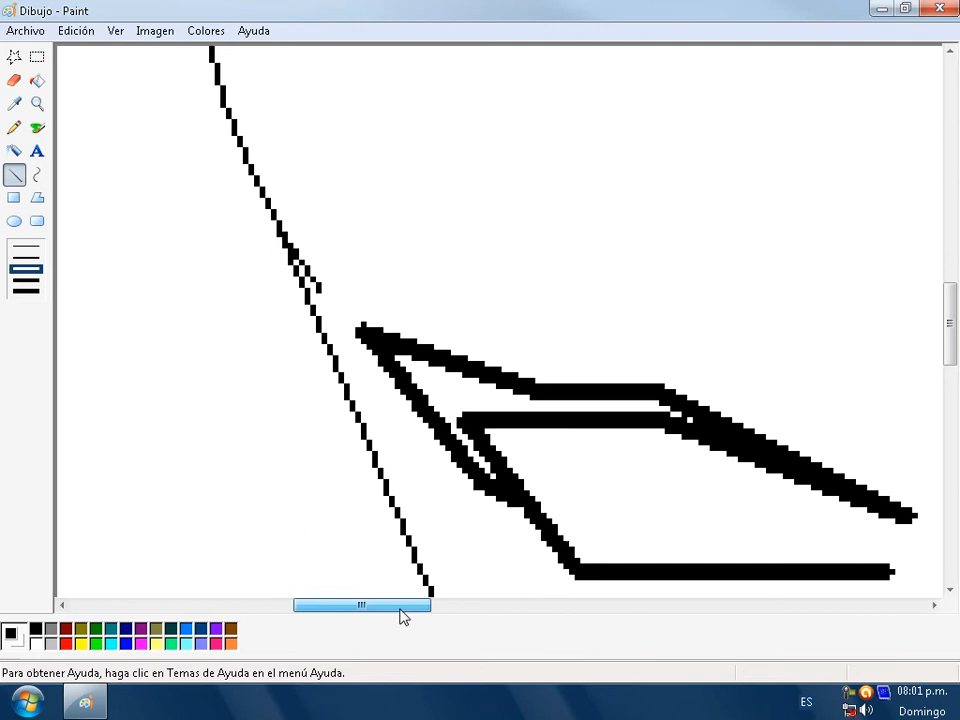 Dibujo - Paint
Archivo Edición Ver Imagen Colores Ayuda
A
Para obtener Ayuda, haga clic en Temas de Ayuda en el menú Ayuda.
ES
08:01 p.m.
Domingo